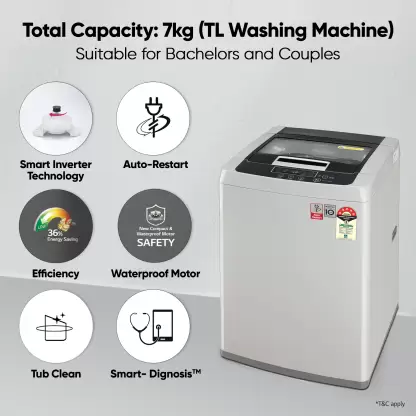 Total Capacity: 7kg (TL Washing Machine)
Suitable for Bachelors and Couples
Smart Inverter
Technology
Auto-Restart
36%
Energy Saving
Efficiency
New Compact &
Waterproof Motor
SAFETY
Waterproof Motor
Tub Clean
Smart- Dignosis™
*T&C apply